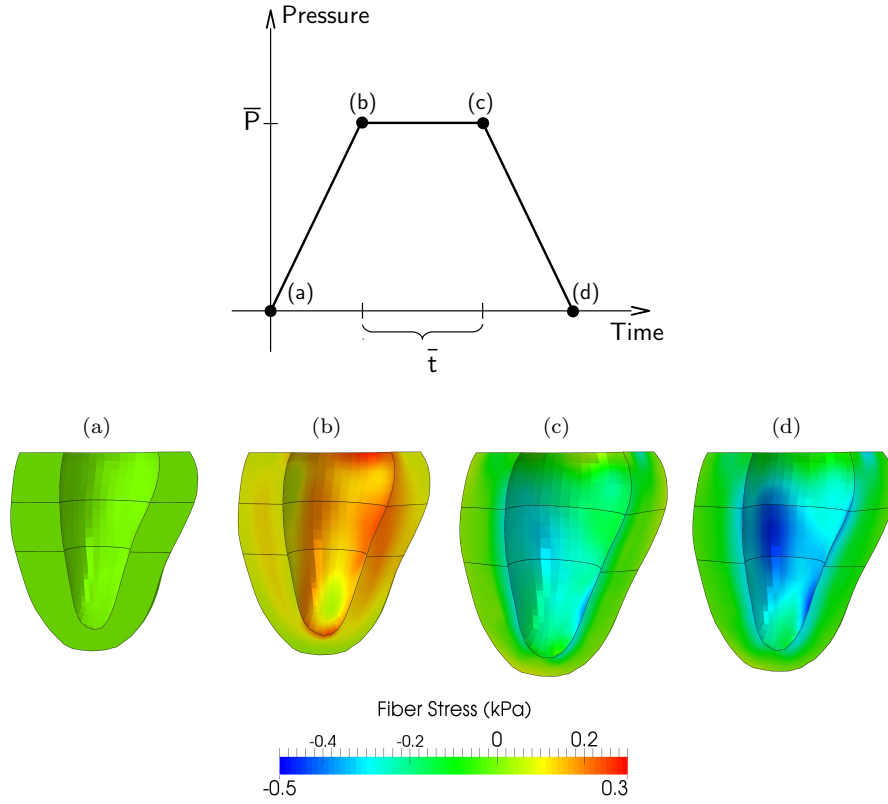 Pressure
(b) (c)
P̅
(a) (d)
Time
t̅
(a) (b) (c) (d)
Fiber Stress (kPa)
-0.4 -0.2 0 0.2
-0.5 0.3